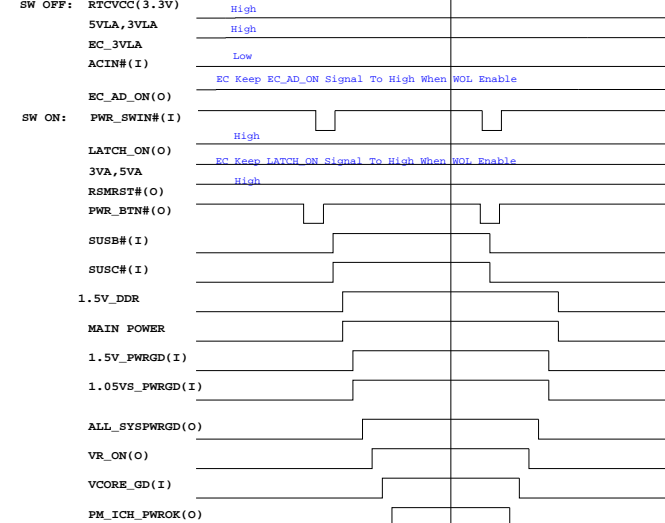 SW OFF: RTCVCC(3.3V)
High
5VLA,3VLA
High
EC_3VLA
Low
ACIN#(I)
EC Keep EC_AD_ON Signal To High When WOL Enable
EC_AD_ON(O)
SW ON: PWR_SWIN#(I)
High
LATCH_ON(O)
EC Keep LATCH_ON Signal To High When WOL Enable
3VA,5VA
High
RSMRST#(O)
PWR_BTN#(O)
SUSB#(I)
SUSC#(I)
1.5V_DDR
MAIN POWER
1.5V_PWRGD(I)
1.05VS_PWRGD(I)
ALL_SYSPWRGD(O)
VR_ON(O)
VCORE_GD(I)
PM_ICH_PWROK(O)